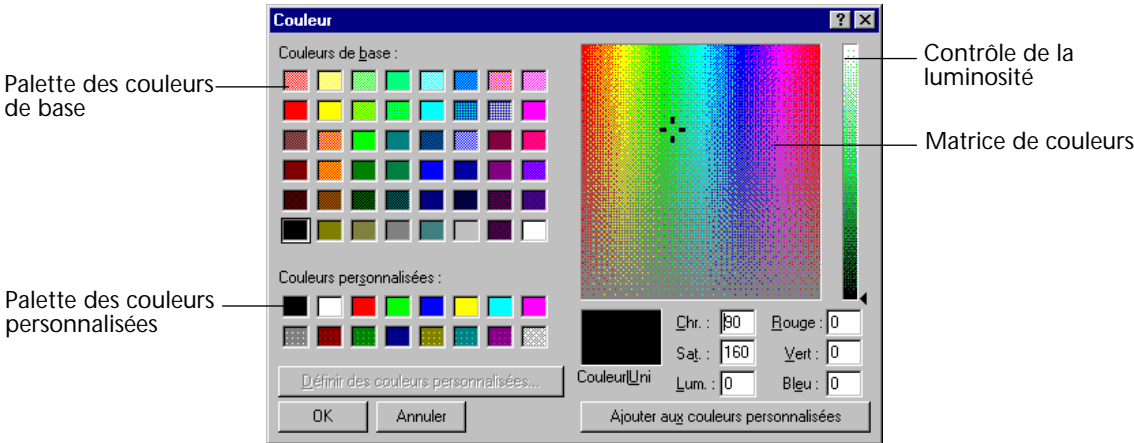 Couleur
Couleurs de base :
Palette des couleurs
de base
Contrôle de la
luminosité
Matrice de couleurs
Couleurs personnalisées :
Palette des couleurs
personnalisées
Chr. : 90 Rouge : 0
Sat. : 160 Vert : 0
Couleur|Uni Lum. : 0 Bleu : 0
Définir des couleurs personnalisées...
OK Annuler Ajouter aux couleurs personnalisées